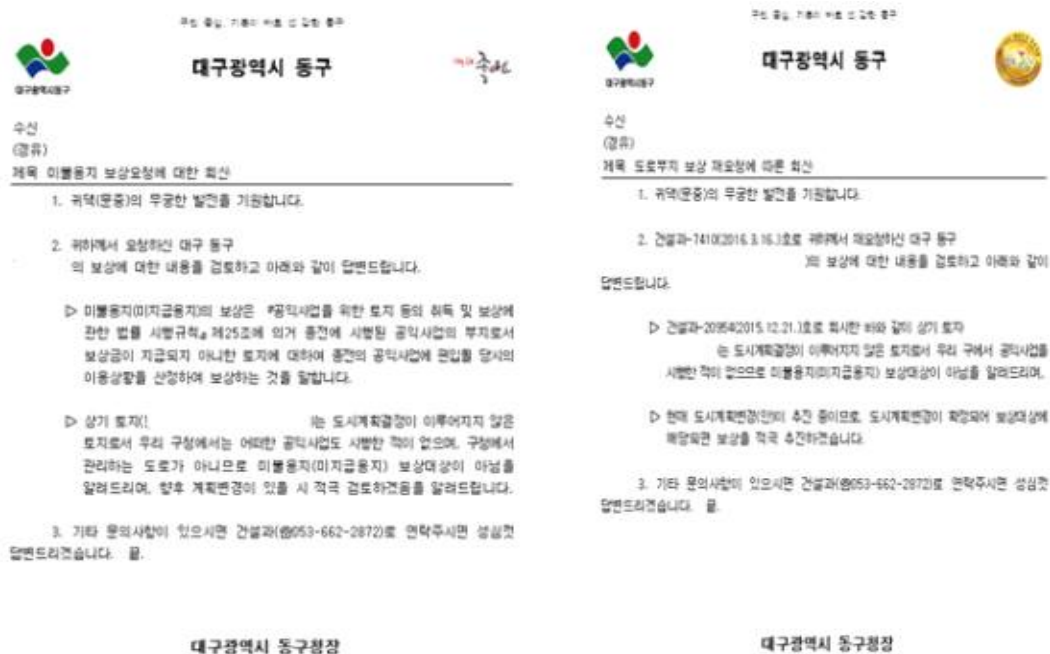 대구광역시 동구
대구광역시동구
수신
(경유)
제목 미불용지 보상요청에 대한 회신
1. 귀댁(문중)의 무궁한 발전을 기원합니다.
2. 귀하께서 요청하신 대구 동구
의 보상에 대한 내용을 검토하고 아래와 같이 답변드립니다.
▷ 미불용지(미지급용지)의 보상은 『공익사업을 위한 토지 등의 취득 및 보상에
관한 법률 시행규칙』 제25조에 의거 종전에 시행된 공익사업의 부지로서
보상금이 지급되지 아니한 토지에 대하여 종전의 공익사업에 편입될 당시의
이용상황을 산정하여 보상하는 것을 말합니다.
▷ 상기 토지(
)는 도시계획결정이 이루어지지 않은
토지로서 우리 구청에서는 어떠한 공익사업도 시행한 적이 없으며, 구청에서
관리하는 도로가 아니므로 미불용지(미지급용지) 보상대상이 아님을
알려드리며, 향후 계획변경이 있을 시 적극 검토하겠음을 알려드립니다.
3. 기타 문의사항이 있으시면 건설과(☎053-662-2872)로 연락주시면 성심껏
답변드리겠습니다. 끝.
대구광역시 동구청장
대구광역시 동구
대구광역시동구
수신
(경유)
제목 도로부지 보상 재요청에 따른 회신
1. 귀댁(문중)의 무궁한 발전을 기원합니다.
2. 건설과-7410(2016.3.16.)호로 귀하께서 재요청하신 대구 동구
)의 보상에 대한 내용을 검토하고 아래와 같이
답변드립니다.
▷ 건설과-20954(2015.12.21.)호로 회시한 바와 같이 상기 토지
는 도시계획결정이 이루어지지 않은 토지로서 우리 구에서 공익사업을
시행한 적이 없으므로 미불용지(미지급용지) 보상대상이 아님을 알려드리며,
▷ 현재 도시계획변경(안)이 추진 중이므로, 도시계획변경이 확정되어 보상대상에
해당되면 보상을 적극 추진하겠습니다.
3. 기타 문의사항이 있으시면 건설과(☎053-662-2872)로 연락주시면 성심껏
답변드리겠습니다. 끝.
대구광역시 동구청장